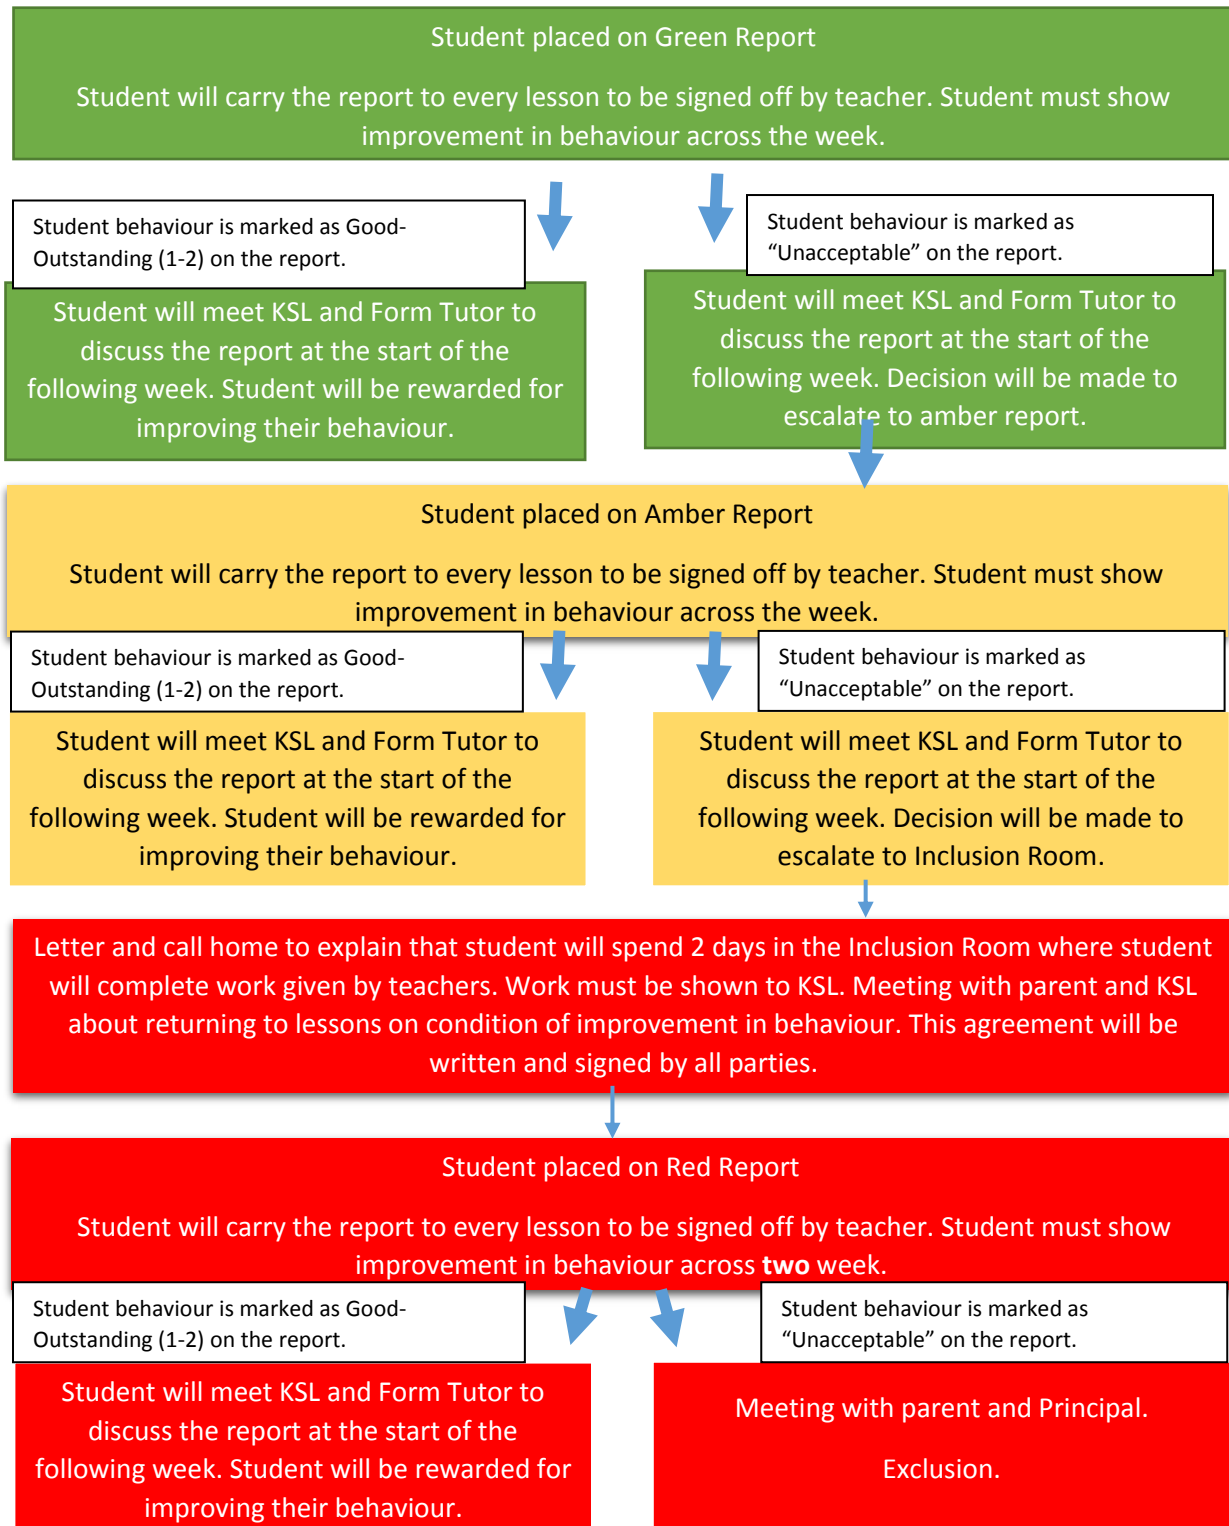 Student placed on Green Report
Student will carry the report to every lesson to be signed off by teacher. Student must show
improvement in behaviour across the week.
Student behaviour is marked as Good-
Outstanding (1-2) on the report.
Student behaviour is marked as
“Unacceptable” on the report.
Student will meet KSL and Form Tutor to
discuss the report at the start of the
following week. Student will be rewarded for
improving their behaviour.
Student will meet KSL and Form Tutor to
discuss the report at the start of the
following week. Decision will be made to
escalate to amber report.
Student placed on Amber Report
Student will carry the report to every lesson to be signed off by teacher. Student must show
improvement in behaviour across the week.
Student behaviour is marked as Good-
Outstanding (1-2) on the report.
Student behaviour is marked as
“Unacceptable” on the report.
Student will meet KSL and Form Tutor to
discuss the report at the start of the
following week. Student will be rewarded for
improving their behaviour.
Student will meet KSL and Form Tutor to
discuss the report at the start of the
following week. Decision will be made to
escalate to Inclusion Room.
Letter and call home to explain that student will spend 2 days in the Inclusion Room where student
will complete work given by teachers. Work must be shown to KSL. Meeting with parent and KSL
about returning to lessons on condition of improvement in behaviour. This agreement will be
written and signed by all parties.
Student placed on Red Report
Student will carry the report to every lesson to be signed off by teacher. Student must show
improvement in behaviour across two week.
Student behaviour is marked as Good-
Outstanding (1-2) on the report.
Student behaviour is marked as
“Unacceptable” on the report.
Student will meet KSL and Form Tutor to
discuss the report at the start of the
following week. Student will be rewarded for
improving their behaviour.
Meeting with parent and Principal.
Exclusion.